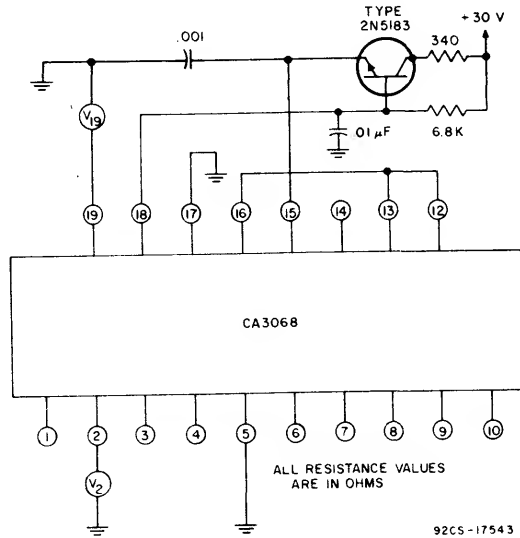 TYPE
2N5183
+30 V
.001
340
V19
.01 µF
6.8K
19 18 17 16 15 14 13 12
CA3068
1 2 3 4 5 6 7 8 9 10
V2
ALL RESISTANCE VALUES
ARE IN OHMS
92CS-17543